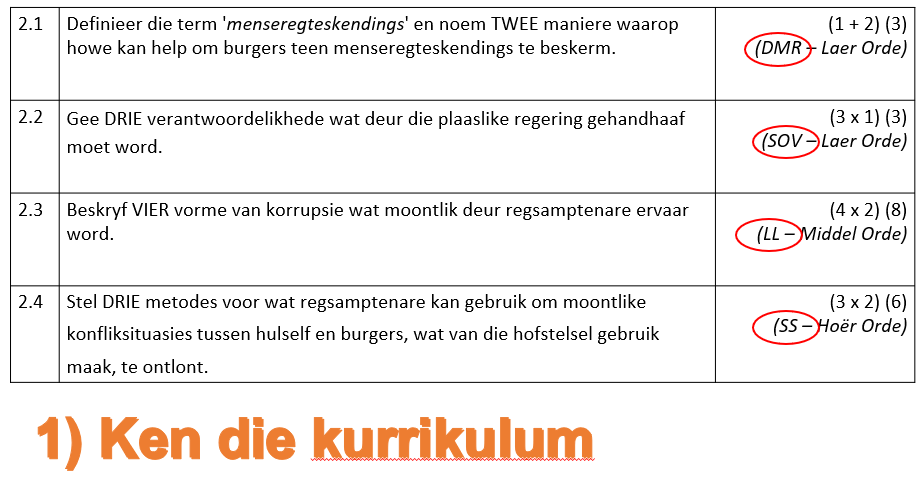 2.1 Definieer die term 'menseregteskendings' en noem TWEE maniere waarop (1 + 2) (3)
howe kan help om burgers teen menseregteskendings te beskerm. (DMR – Laer Orde)
2.2 Gee DRIE verantwoordelikhede wat deur die plaaslike regering gehandhaaf (3 x 1) (3)
moet word. (SOV – Laer Orde)
2.3 Beskryf VIER vorme van korrupsie wat moontlik deur regsamptenare ervaar (4 x 2) (8)
word. (LL – Middel Orde)
2.4 Stel DRIE metodes voor wat regsamptenare kan gebruik om moontlike (3 x 2) (6)
konfliksituasies tussen hulself en burgers, wat van die hofstelsel gebruik (SS – Hoër Orde)
maak, te ontlont.
1) Ken die kurrikulum